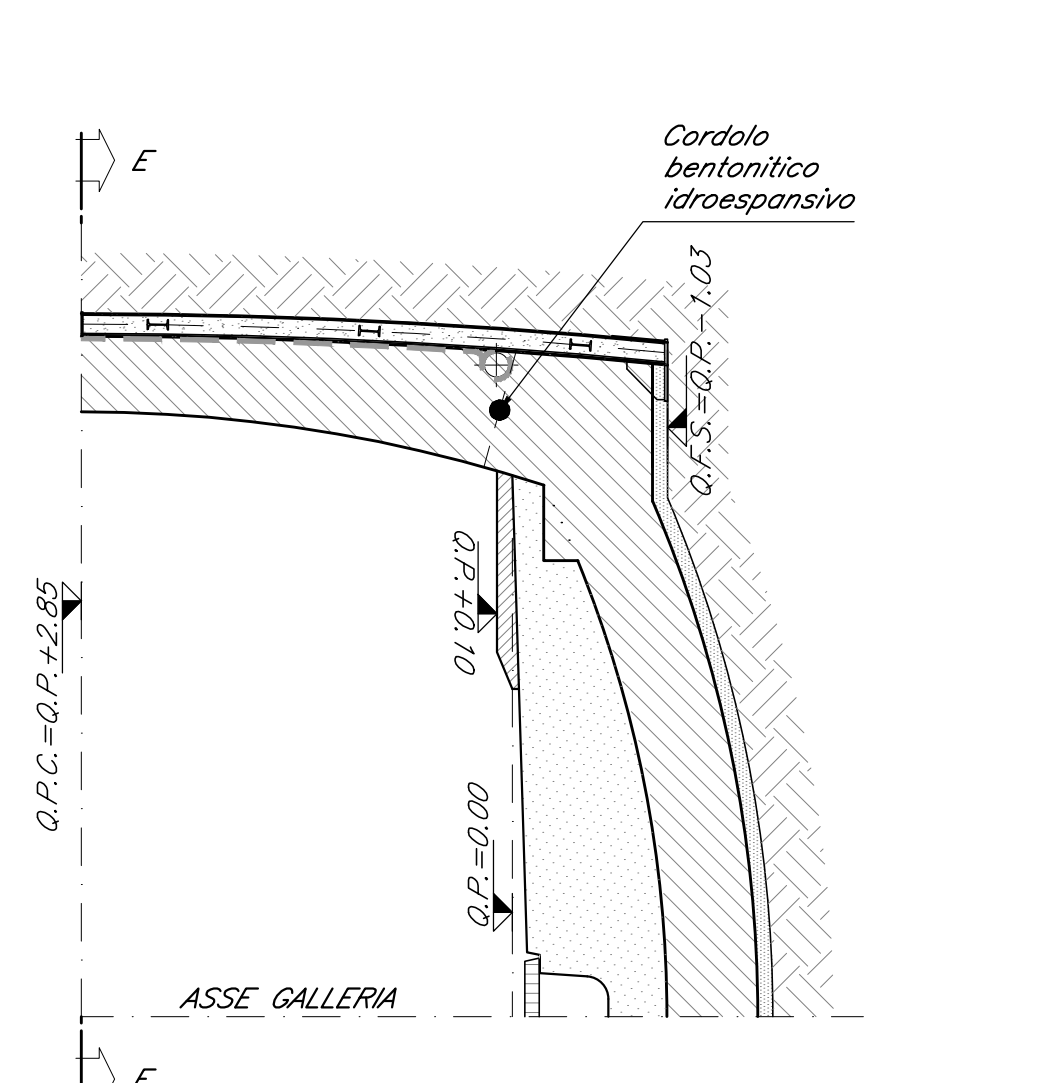 E
Cordolo
bentonitico
idroespansivo
Q.F.S.=Q.P.-1.03
Q.P.+0.10
Q.P.C.=Q.P.+2.85
Q.P.=0.00
ASSE GALLERIA
E